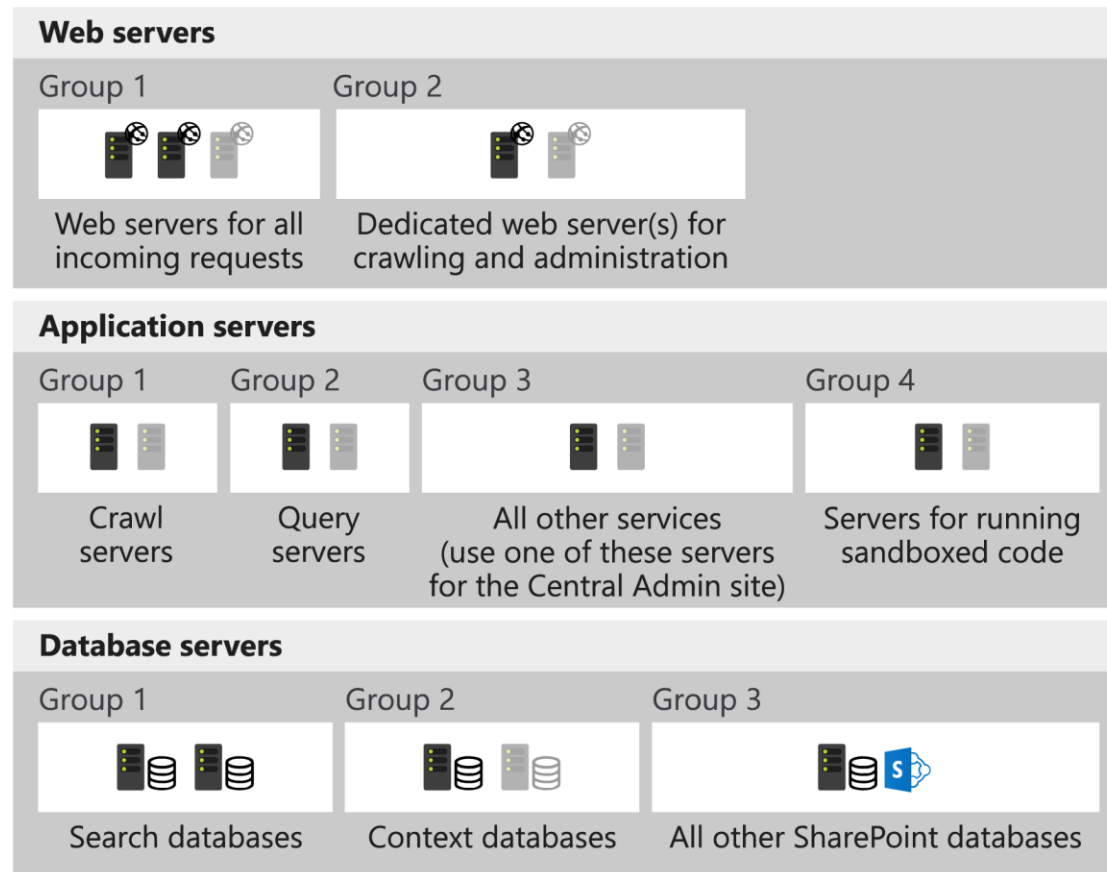 Web servers
Group 1
Group 2
Web servers for all
incoming requests
Dedicated web server(s) for
crawling and administration
Application servers
Group 1
Group 2
Group 3
Group 4
Crawl
servers
Query
servers
All other services
(use one of these servers
for the Central Admin site)
Servers for running
sandboxed code
Database servers
Group 1
Group 2
Group 3
S
Search databases
Context databases
All other SharePoint databases